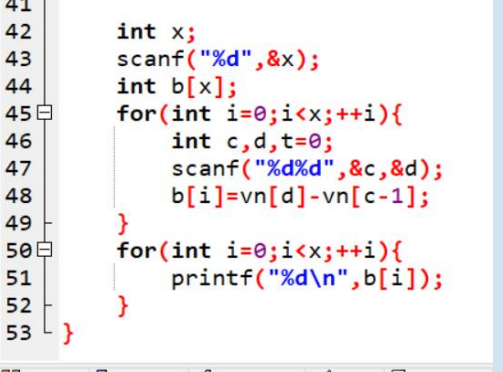 41
42 int x;
43 scanf("%d",&x);
44 int b[x];
45 for(int i=0;i<x;++i){
46 int c,d,t=0;
47 scanf("%d%d",&c,&d);
48 b[i]=vn[d]-vn[c-1];
49 }
50 for(int i=0;i<x;++i){
51 printf("%d\n",b[i]);
52 }
53 }